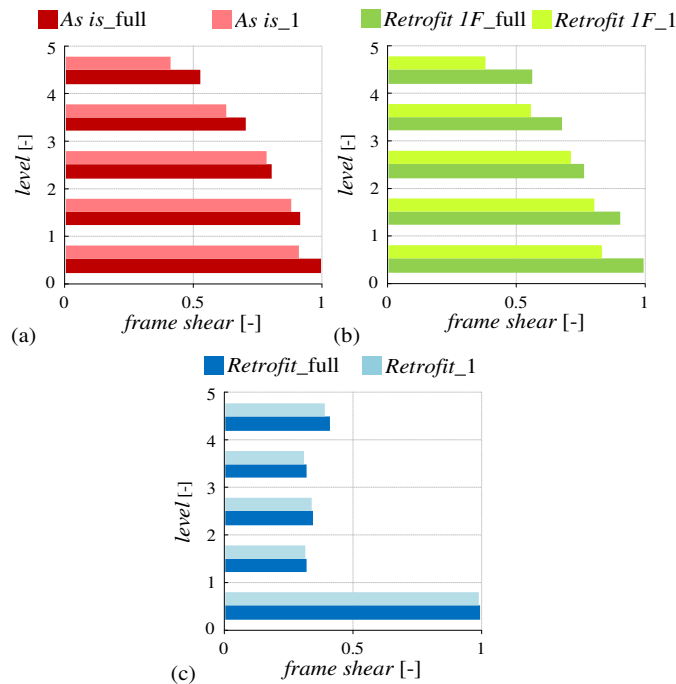 As is_full As is_1
5
4
3
2
1
0
level [-]
0 0.5 1
frame shear [-]
(a)
Retrofit 1F_full Retrofit 1F_1
5
4
3
2
1
0
level [-]
0 0.5 1
frame shear [-]
(b)
Retrofit_full Retrofit_1
5
4
3
2
1
0
level [-]
0 0.5 1
frame shear [-]
(c)